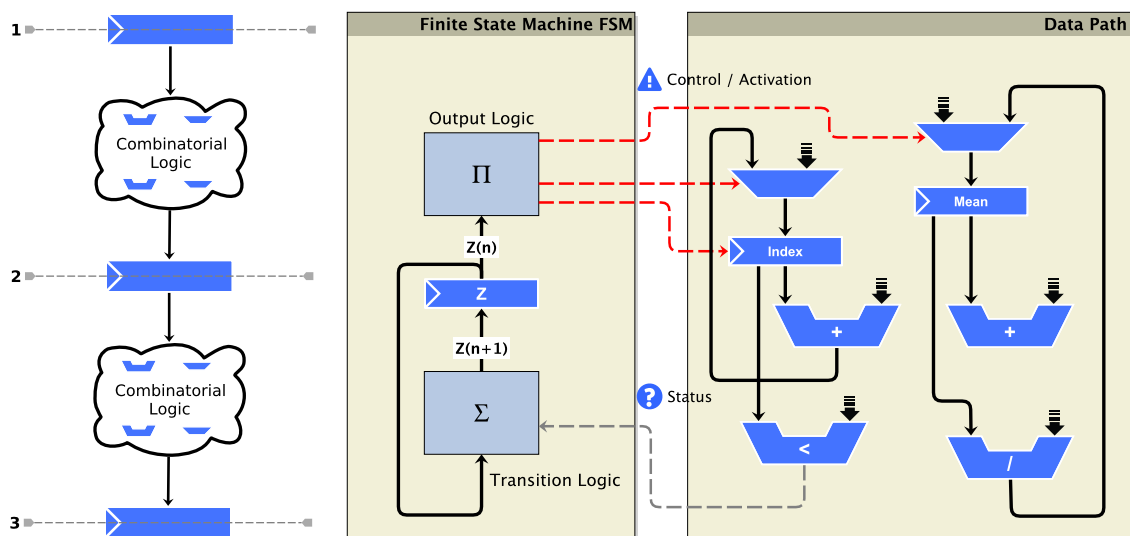 1
Combinatorial
Logic
2
Combinatorial
Logic
3
Finite State Machine FSM
Output Logic
Π
Z(n)
Z
Z(n+1)
Σ
Transition Logic
Control / Activation
Status
Data Path
Index
+
<
Mean
+
/